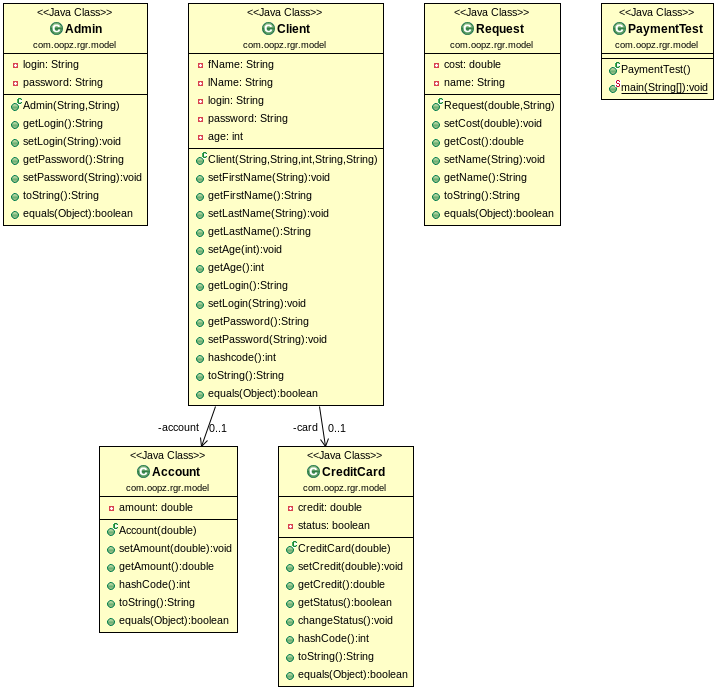 <<Java Class>>
Admin
com.oopz.rgr.model
login: String
password: String
Admin(String,String)
getLogin():String
setLogin(String):void
getPassword():String
setPassword(String):void
toString():String
equals(Object):boolean
<<Java Class>>
Client
com.oopz.rgr.model
fName: String
lName: String
login: String
password: String
age: int
Client(String,String,int,String,String)
setFirstName(String):void
getFirstName():String
setLastName(String):void
getLastName():String
setAge(int):void
getAge():int
getLogin():String
setLogin(String):void
getPassword():String
setPassword(String):void
hashcode():int
toString():String
equals(Object):boolean
<<Java Class>>
Request
com.oopz.rgr.model
cost: double
name: String
Request(double,String)
setCost(double):void
getCost():double
setName(String):void
getName():String
toString():String
equals(Object):boolean
<<Java Class>>
PaymentTest
com.oopz.rgr.model
PaymentTest()
main(String[]):void
-account 0..1
-card 0..1
<<Java Class>>
Account
com.oopz.rgr.model
amount: double
Account(double)
setAmount(double):void
getAmount():double
hashCode():int
toString():String
equals(Object):boolean
<<Java Class>>
CreditCard
com.oopz.rgr.model
credit: double
status: boolean
CreditCard(double)
setCredit(double):void
getCredit():double
getStatus():boolean
changeStatus():void
hashCode():int
toString():String
equals(Object):boolean